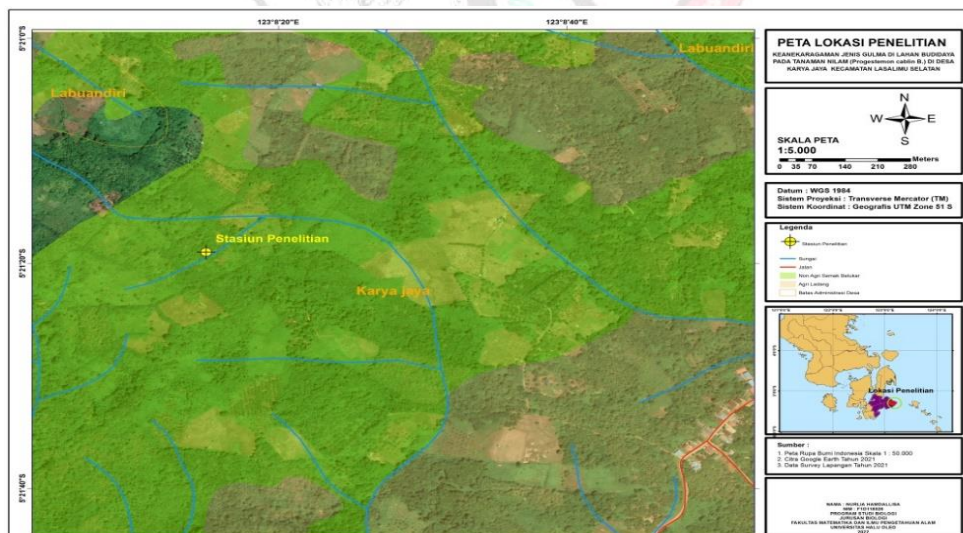 123°8'20"E
123°8'40"E
5°21'0"S
5°21'20"S
5°21'40"S
Labuandiri
Labuandiri
Stasiun Penelitian
Karya jaya
PETA LOKASI PENELITIAN
KEANEKARAGAMAN JENIS GULMA DI LAHAN BUDIDAYA
PADA TANAMAN NILAM (Progestemon cablin B.) DI DESA
KARYA JAYA KECAMATAN LASALIMU SELATAN
N
W E
S
SKALA PETA
1:5.000
Meters
0 35 70 140 210 280
Datum : WGS 1984
Sistem Proyeksi : Transverse Mercator (TM)
Sistem Koordinat : Geografis UTM Zone 51 S
Legenda
Stasiun Penelitian
Sungai
Jalan
Non Agri Semak Belukar
Agri Ladang
Batas Administrasi Desa
Lokasi Penelitian
Sumber :
1. Peta Rupa Bumi Indonesia Skala 1 : 50.000
2. Citra Google Earth Tahun 2021
3. Data Survey Lapangan Tahun 2021
NAMA : NURLIA
PROGRAM STUDI BIOLOGI
JURUSAN BIOLOGI
FAKULTAS MATEMATIKA DAN ILMU PENGETAHUAN ALAM
UNIVERSITAS HALU OLEO
2022